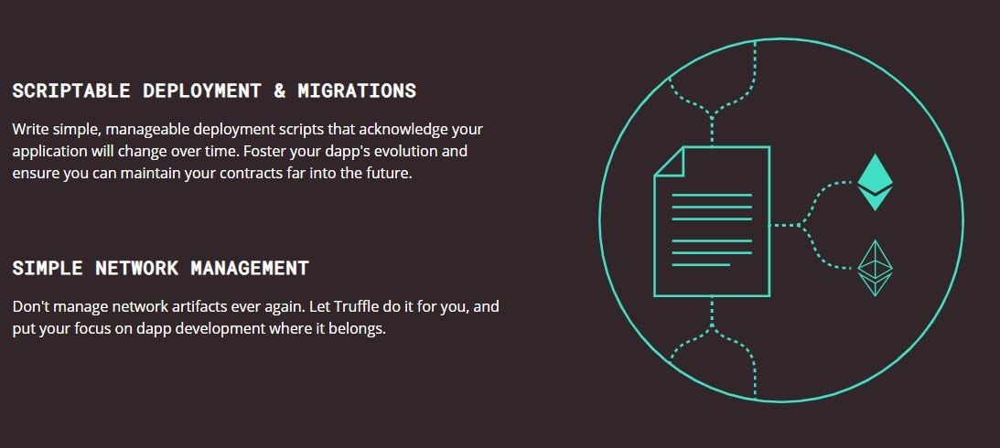 SCRIPTABLE DEPLOYMENT & MIGRATIONS
Write simple, manageable deployment scripts that acknowledge your
application will change over time. Foster your dapp's evolution and
ensure you can maintain your contracts far into the future.
SIMPLE NETWORK MANAGEMENT
Don't manage network artifacts ever again. Let Truffle do it for you, and
put your focus on dapp development where it belongs.